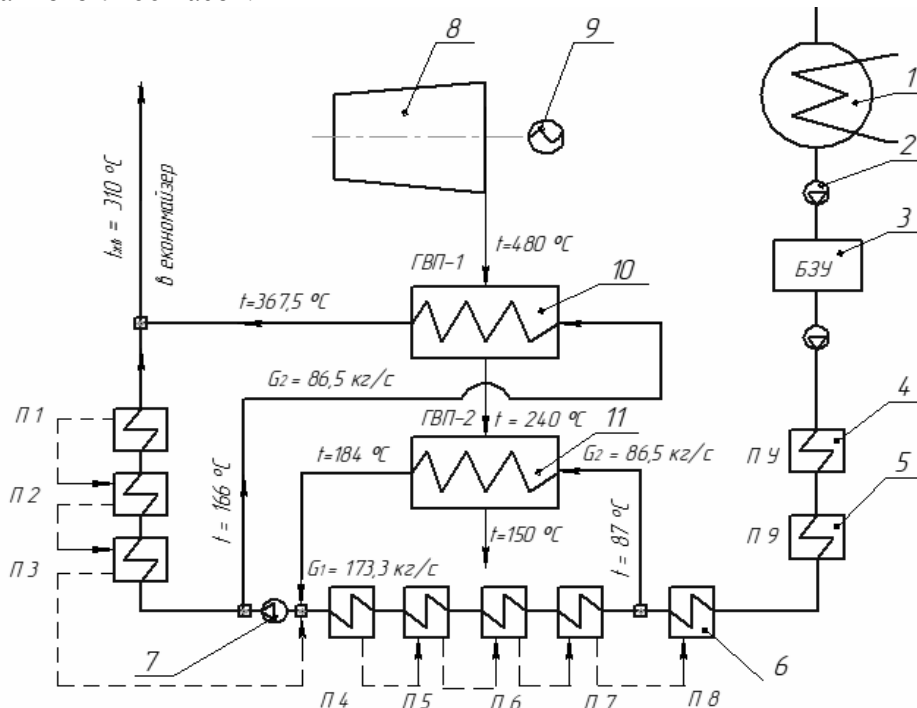 8
9
1
2
3
БЗУ
t=480 °C
ГВП-1
10
t=367,5 °C
tжв = 310 °C
в економайзер
G2 = 86,5 кг/с
ГВП-2
t = 240 °C
11
4
П 1
t=184 °C
G2 = 86,5 кг/с
П У
5
П 2
t = 166 °C
t=150 °C
t = 87 °C
П 9
П 3
G1 = 173,3 кг/с
7
6
П 4
П 5
П 6
П 7
П 8